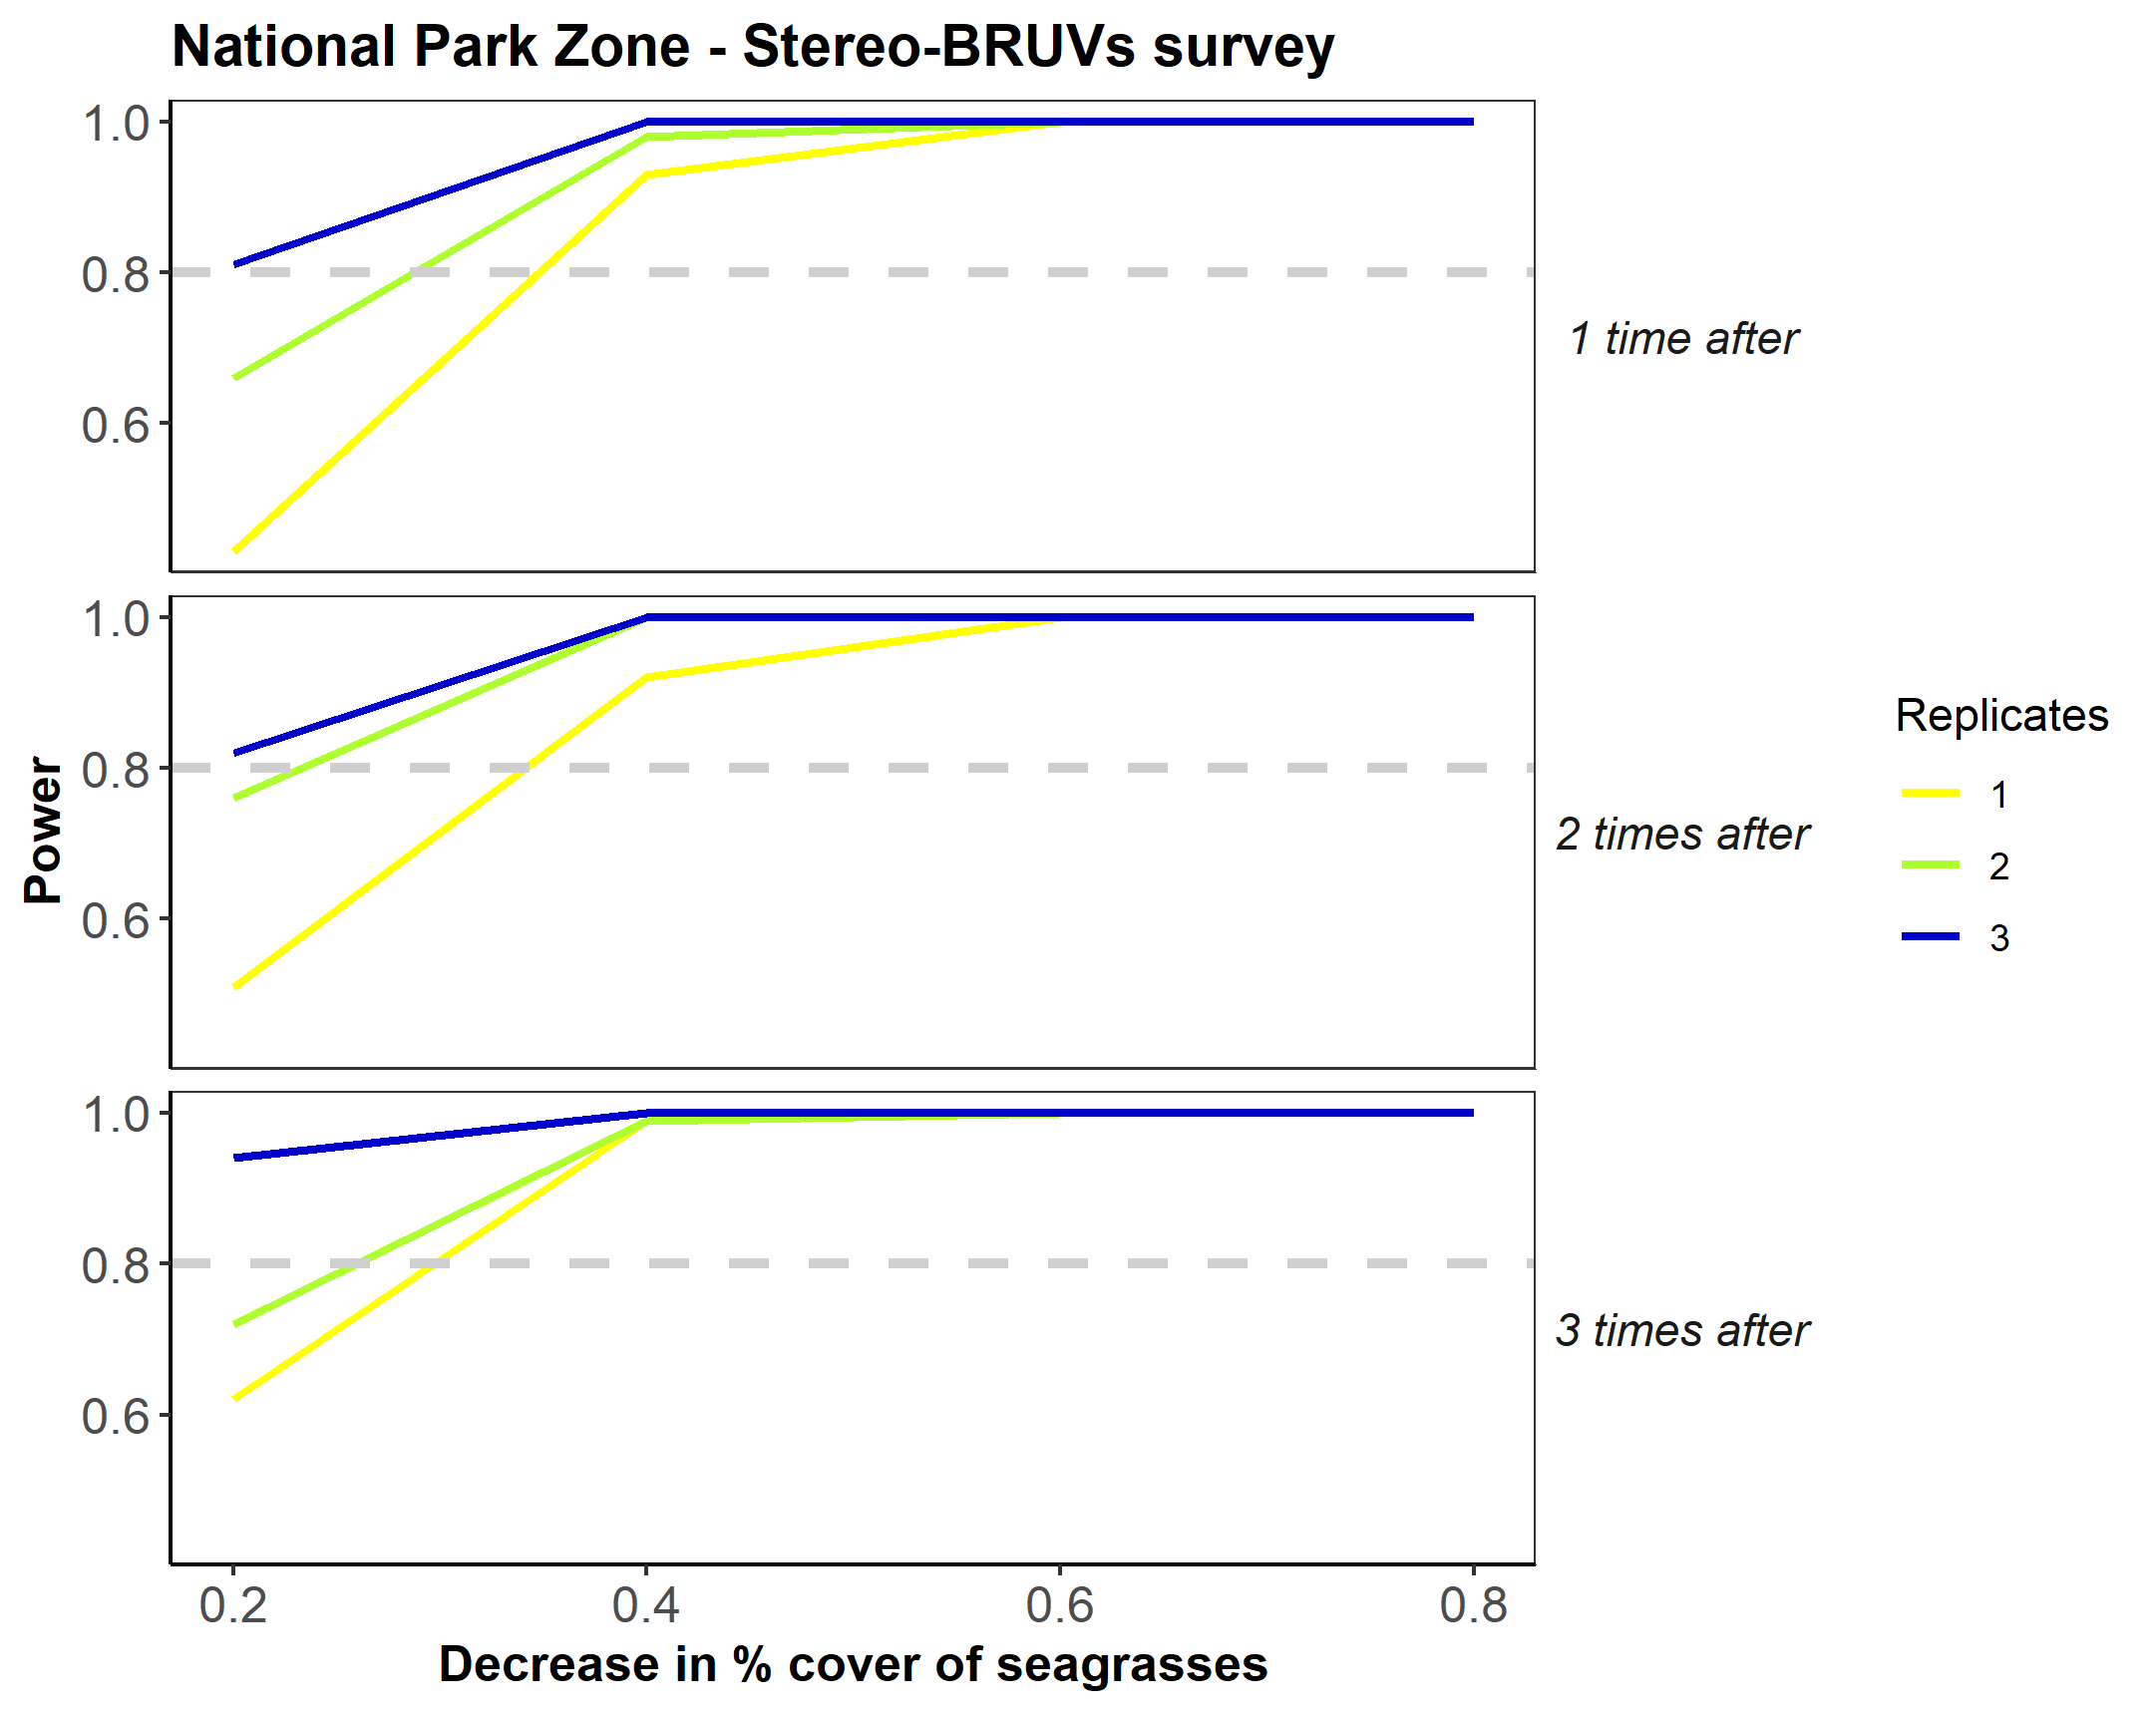 National Park Zone - Stereo-BRUVs survey
1.0
0.8
0.6
1 time after
1.0
0.8
0.6
2 times after
1.0
0.8
0.6
3 times after
Power
0.2 0.4 0.6 0.8
Decrease in % cover of seagrasses
Replicates
1
2
3